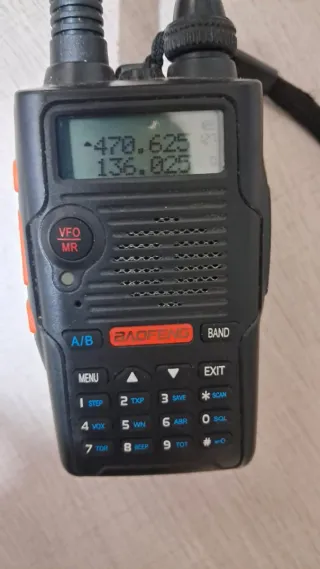 470.625
136.025
VFO
MR
A/B BAOFENG BAND
MENU EXIT
1 STEP 2 TXP 3 SAVE * SCAN
4 VOX 5 WN 6 ABR 0 SQL
7 TDR 8 BEEP 9 TOT #